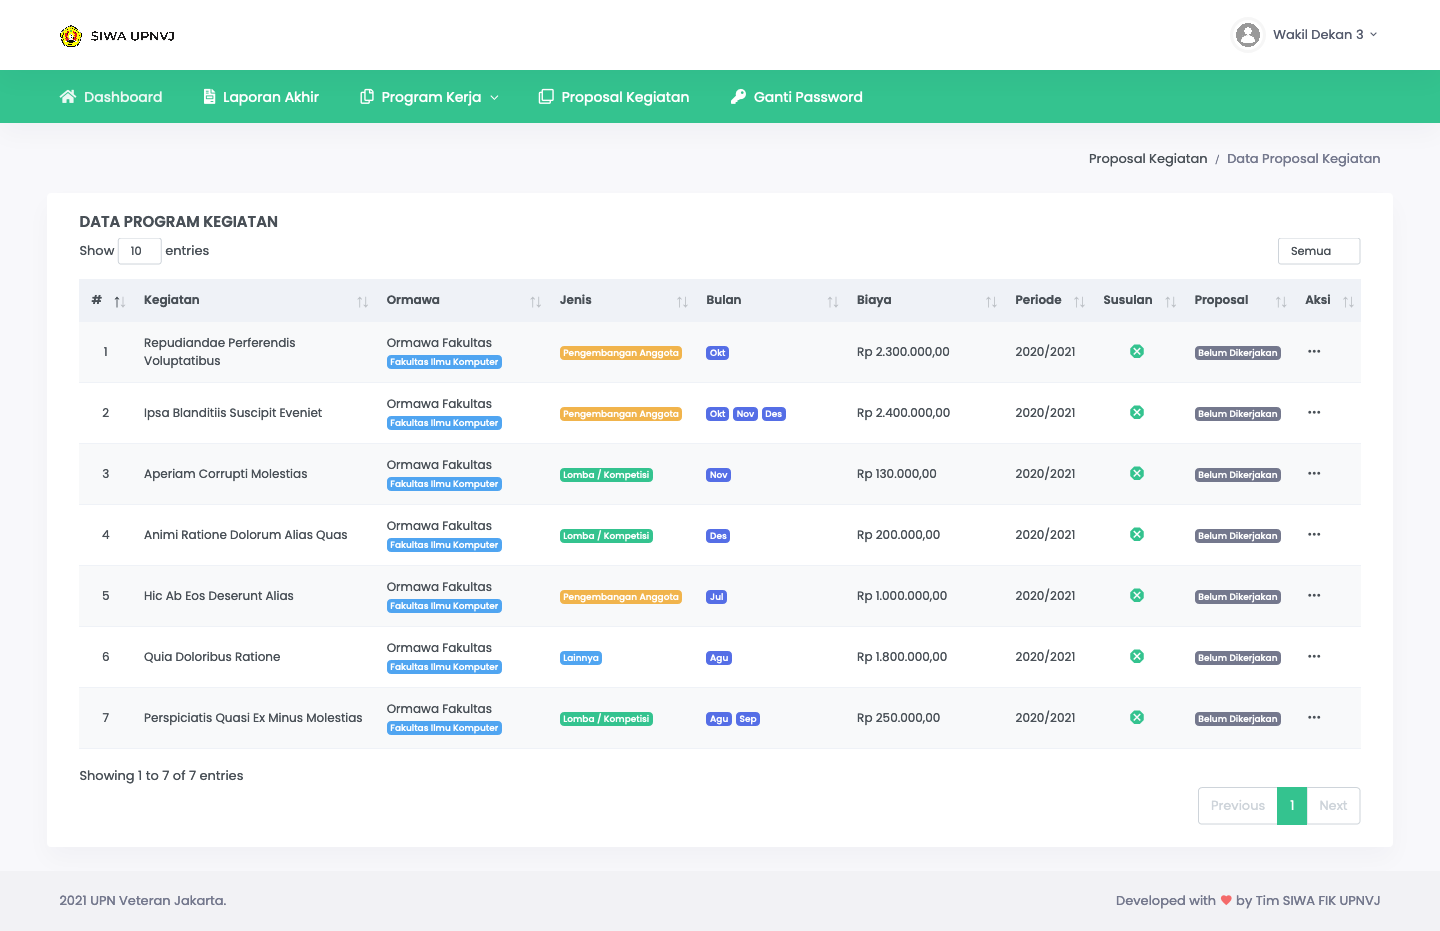 SIWA UPNVJ
Wakil Dekan 3
Dashboard Laporan Akhir Program Kerja Proposal Kegiatan Ganti Password
Proposal Kegiatan / Data Proposal Kegiatan
DATA PROGRAM KEGIATAN
Show 10 entries
Semua
# Kegiatan Ormawa Jenis Bulan Biaya Periode Susulan Proposal Aksi
1 Repudiandae Perferendis Voluptatibus Ormawa Fakultas Fakultas Ilmu Komputer Pengembangan Anggota Okt Rp 2.300.000,00 2020/2021 Belum Dikerjakan
2 Ipsa Blanditiis Suscipit Eveniet Ormawa Fakultas Fakultas Ilmu Komputer Pengembangan Anggota Okt Nov Des Rp 2.400.000,00 2020/2021 Belum Dikerjakan
3 Aperiam Corrupti Molestias Ormawa Fakultas Fakultas Ilmu Komputer Lomba / Kompetisi Nov Rp 130.000,00 2020/2021 Belum Dikerjakan
4 Animi Ratione Dolorum Alias Quas Ormawa Fakultas Fakultas Ilmu Komputer Lomba / Kompetisi Des Rp 200.000,00 2020/2021 Belum Dikerjakan
5 Hic Ab Eos Deserunt Alias Ormawa Fakultas Fakultas Ilmu Komputer Pengembangan Anggota Jul Rp 1.000.000,00 2020/2021 Belum Dikerjakan
6 Quia Doloribus Ratione Ormawa Fakultas Fakultas Ilmu Komputer Lainnya Agu Rp 1.800.000,00 2020/2021 Belum Dikerjakan
7 Perspiciatis Quasi Ex Minus Molestias Ormawa Fakultas Fakultas Ilmu Komputer Lomba / Kompetisi Agu Sep Rp 250.000,00 2020/2021 Belum Dikerjakan
Showing 1 to 7 of 7 entries
Previous 1 Next
2021 UPN Veteran Jakarta.
Developed with ♥ by Tim SIWA FIK UPNVJ